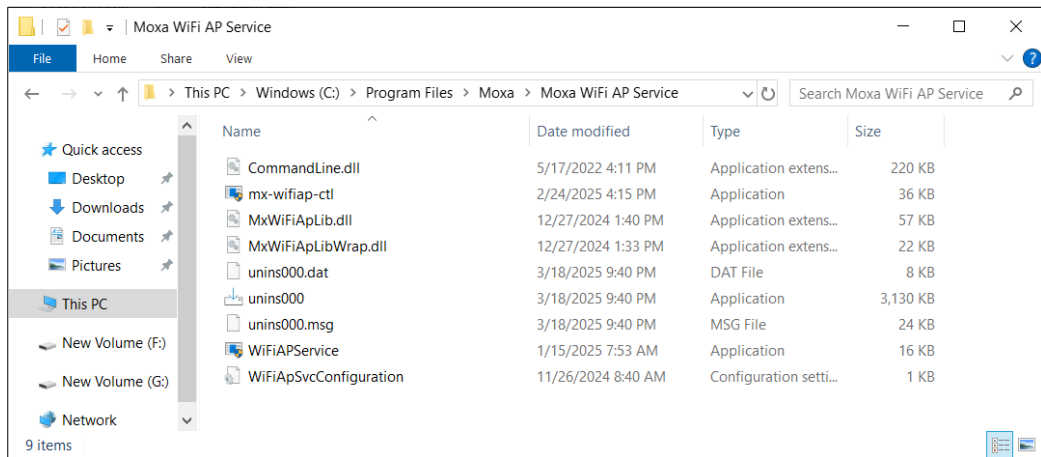 Moxa WiFi AP Service
File Home Share View
This PC > Windows (C:) > Program Files > Moxa > Moxa WiFi AP Service
Search Moxa WiFi AP Service
Quick access
Desktop
Downloads
Documents
Pictures
This PC
New Volume (F:)
New Volume (G:)
Network
Name Date modified Type Size
CommandLine.dll 5/17/2022 4:11 PM Application extens... 220 KB
mx-wifiap-ctl 2/24/2025 4:15 PM Application 36 KB
MxWiFiApLib.dll 12/27/2024 1:40 PM Application extens... 57 KB
MxWiFiApLibWrap.dll 12/27/2024 1:33 PM Application extens... 22 KB
unins000.dat 3/18/2025 9:40 PM DAT File 8 KB
unins000 3/18/2025 9:40 PM Application 3,130 KB
unins000.msg 3/18/2025 9:40 PM MSG File 24 KB
WiFiAPService 1/15/2025 7:53 AM Application 16 KB
WiFiApSvcConfiguration 11/26/2024 8:40 AM Configuration setti... 1 KB
9 items